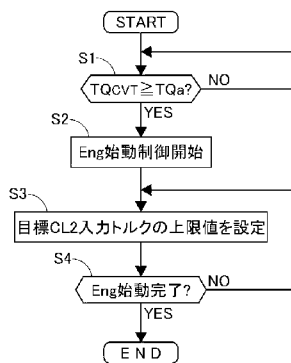 START
S1
TQCVT≧TQa?
NO
YES
S2
Eng始動制御開始
S3
目標CL2入力トルクの上限値を設定
S4
Eng始動完了?
NO
YES
END